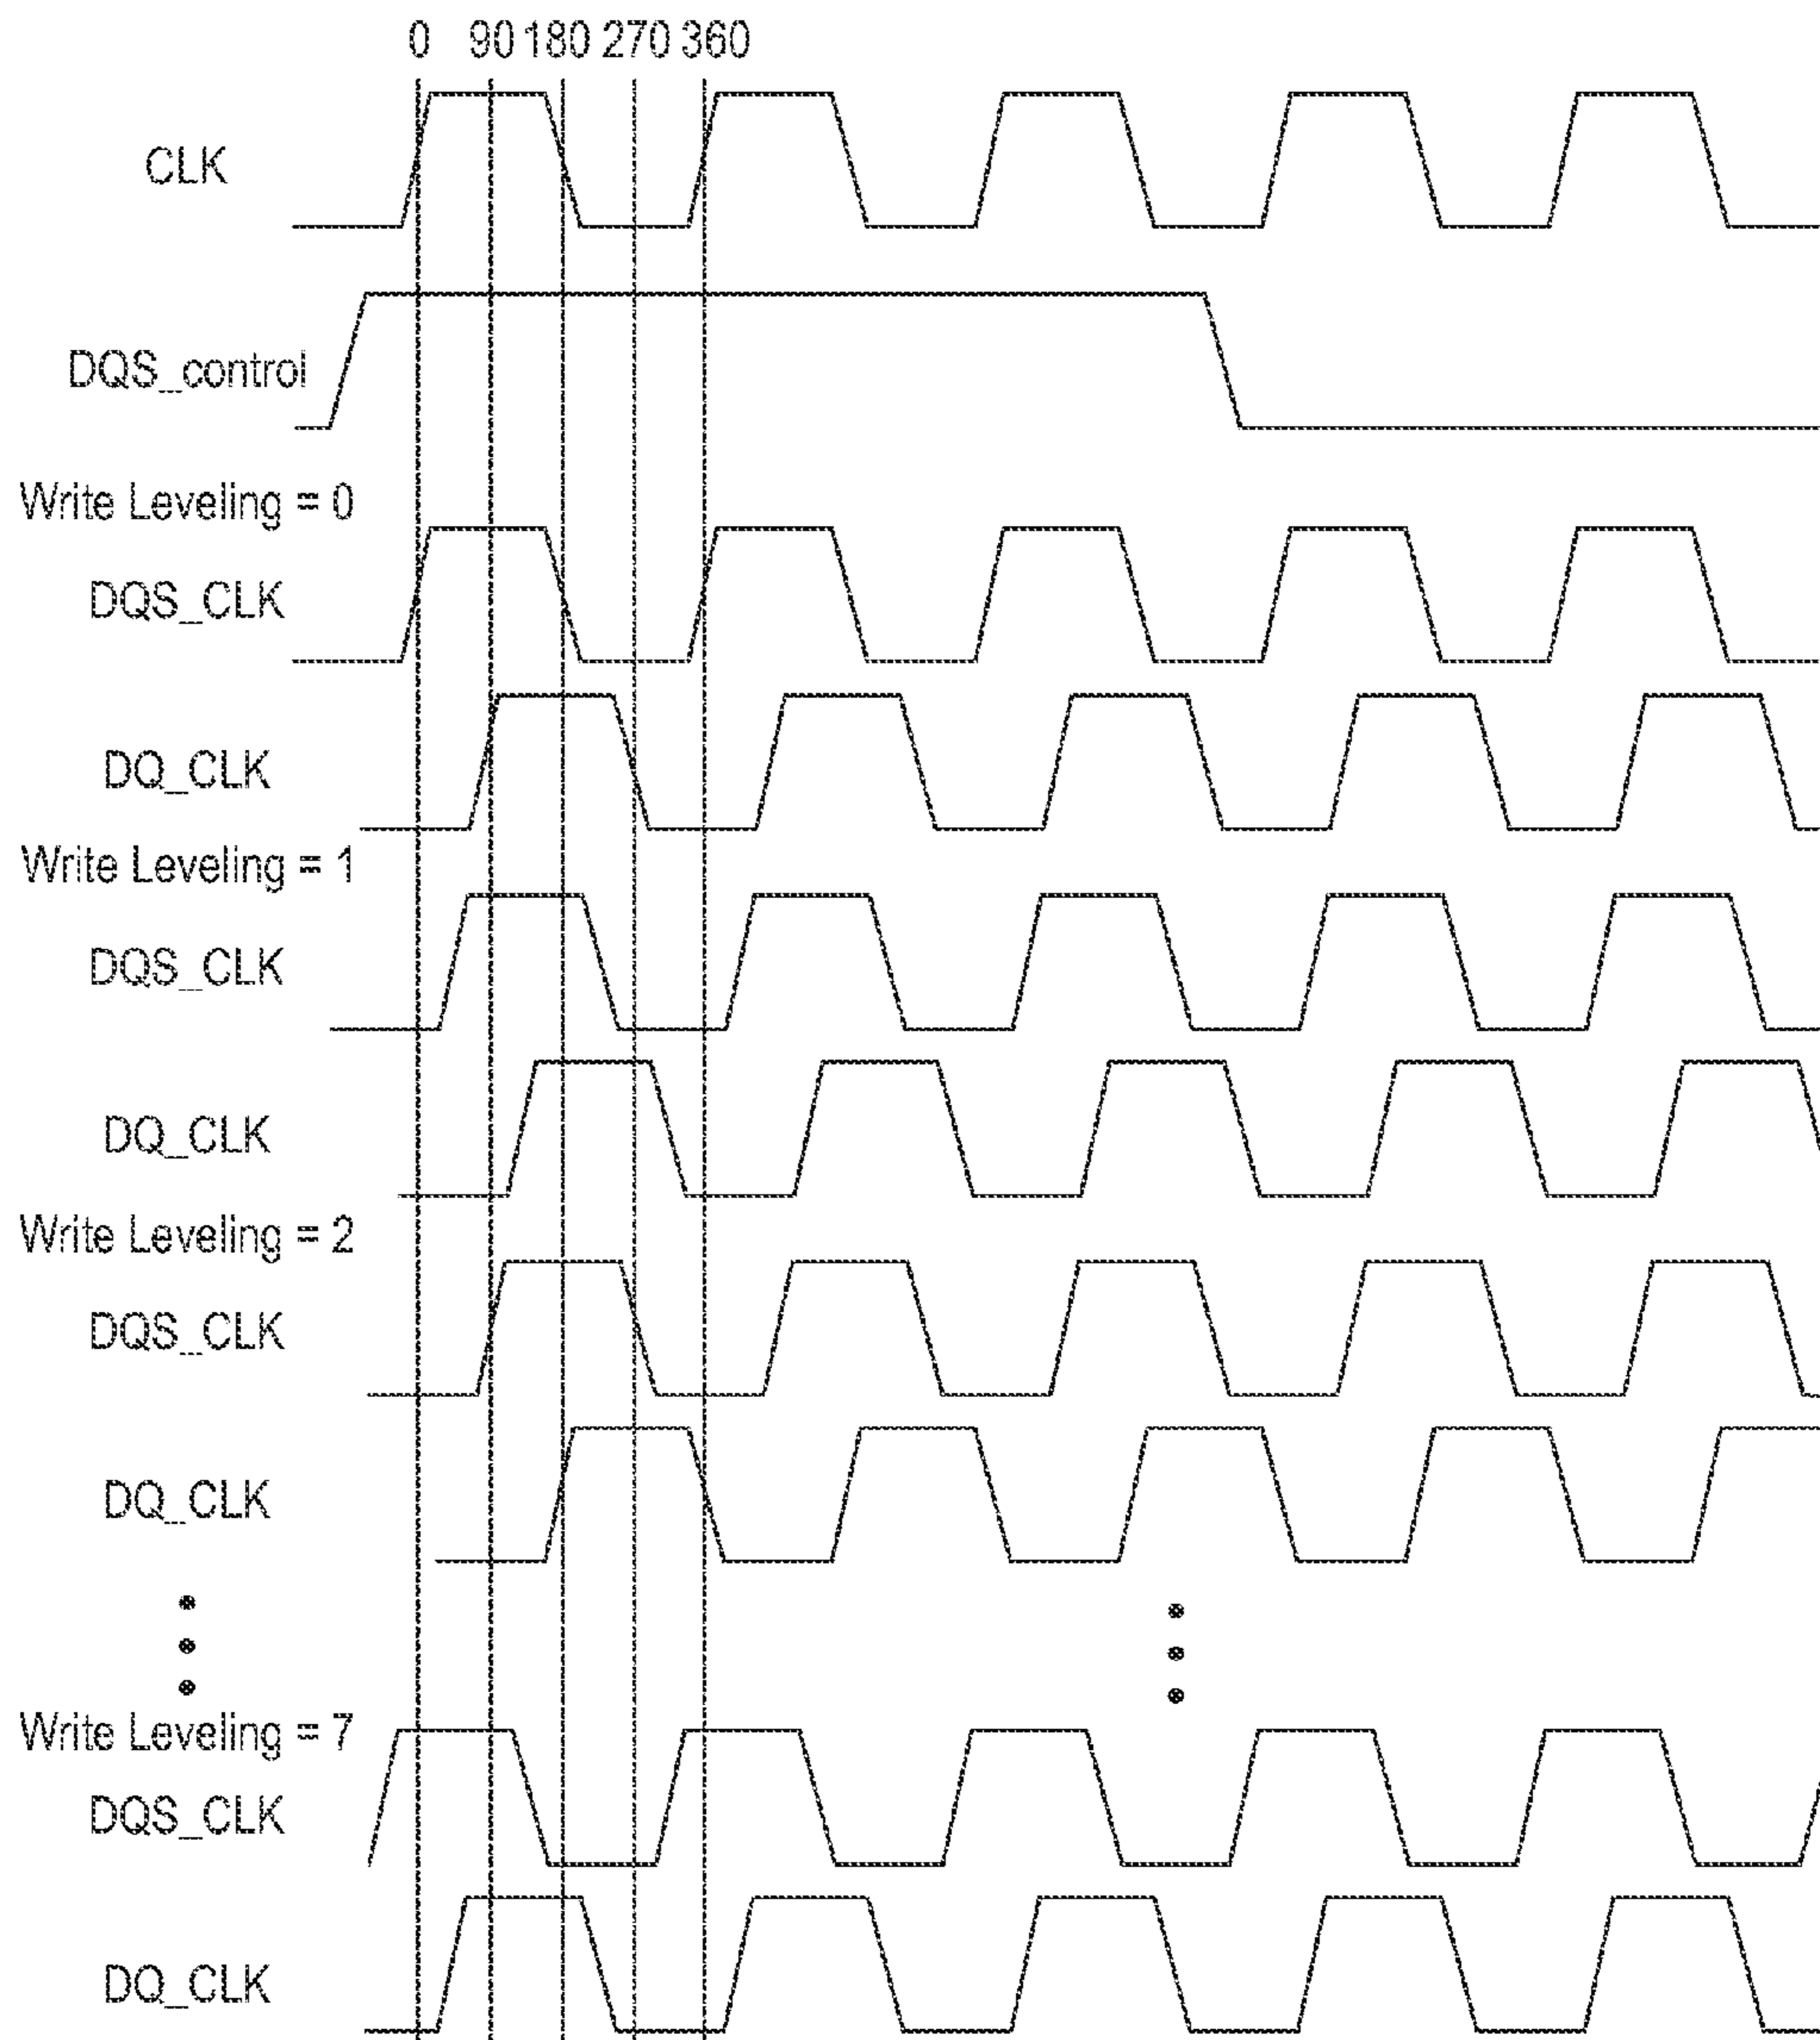 0 90 180 270 360
CLK
DQS_control
Write Leveling = 0
DQS_CLK
DQ_CLK
Write Leveling = 1
DQS_CLK
DQ_CLK
Write Leveling = 2
DQS_CLK
DQ_CLK
Write Leveling = 7
DQS_CLK
DQ_CLK